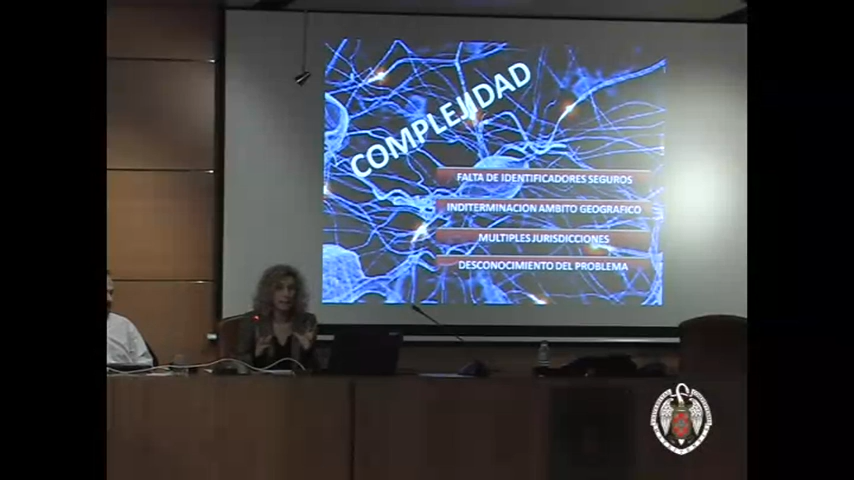 COMPLEJIDAD
FALTA DE IDENTIFICADORES SEGUROS
INDITERMINACION AMBITO GEOGRAFICO
MULTIPLES JURISDICCIONES
DESCONOCIMIENTO DEL PROBLEMA